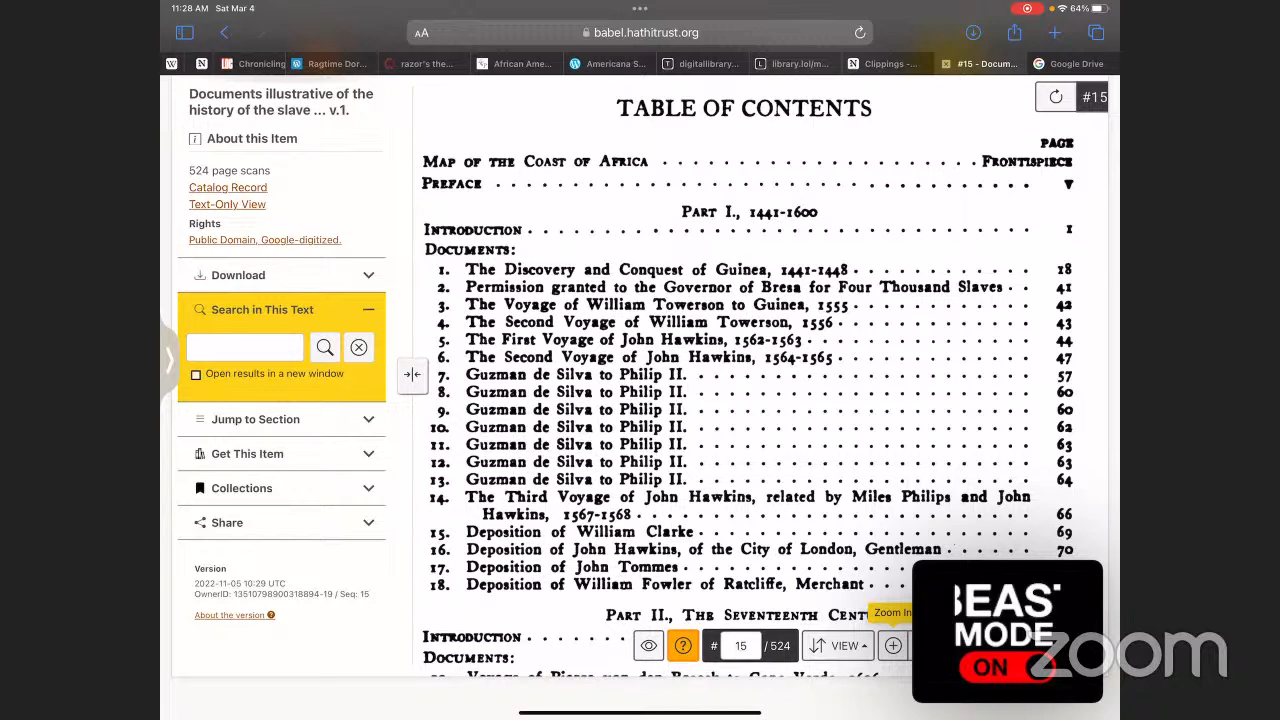 11:28 AM Sat Mar 4
64%
AA babel.hathitrust.org
Chronicling Ragtime Dor... razor's the... African Ame... Americana S... digitallibrary... library.lol/m... Clippings -... #15 - Docum... Google Drive
Documents illustrative of the
history of the slave ... v.1.
About this Item
524 page scans
Catalog Record
Text-Only View
Rights
Public Domain, Google-digitized.
Download
Search in This Text
Open results in a new window
Jump to Section
Get This Item
Collections
Share
Version
2022-11-05 10:29 UTC
OwnerID: 13510798900318894-19 / Seq: 15
About the version ?
#15
TABLE OF CONTENTS
PAGE
Map of the Coast of Africa . . . . . . . . . . . . . . . . . Frontispiece
Preface . . . . . . . . . . . . . . . . . . . . . . . . . . v
Part I., 1441-1600
Introduction . . . . . . . . . . . . . . . . . . . . . . . . 1
Documents:
1. The Discovery and Conquest of Guinea, 1441-1448 . . . . . . . . . . 18
2. Permission granted to the Governor of Bresa for Four Thousand Slaves . . 41
3. The Voyage of William Towerson to Guinea, 1555 . . . . . . . . . . 42
4. The Second Voyage of William Towerson, 1556 . . . . . . . . . . . 43
5. The First Voyage of John Hawkins, 1562-1563 . . . . . . . . . . . . 44
6. The Second Voyage of John Hawkins, 1564-1565 . . . . . . . . . . . 47
7. Guzman de Silva to Philip II. . . . . . . . . . . . . . . . . . 57
8. Guzman de Silva to Philip II. . . . . . . . . . . . . . . . . . 60
9. Guzman de Silva to Philip II. . . . . . . . . . . . . . . . . . 60
10. Guzman de Silva to Philip II. . . . . . . . . . . . . . . . . . 62
11. Guzman de Silva to Philip II. . . . . . . . . . . . . . . . . . 63
12. Guzman de Silva to Philip II. . . . . . . . . . . . . . . . . . 63
13. Guzman de Silva to Philip II. . . . . . . . . . . . . . . . . . 64
14. The Third Voyage of John Hawkins, related by Miles Philips and John
Hawkins, 1567-1568 . . . . . . . . . . . . . . . . . . . . 66
15. Deposition of William Clarke . . . . . . . . . . . . . . . . . 69
16. Deposition of John Hawkins, of the City of London, Gentleman . . . . . 70
17. Deposition of John Tommes . . . . . .
18. Deposition of William Fowler of Ratcliffe, Merchant . .
Part II., The Seventeenth Cent
Introduction . . . . . .
Documents:
Zoom In
# 15 / 524 VIEW
BEAST
MODE
ON
zoom